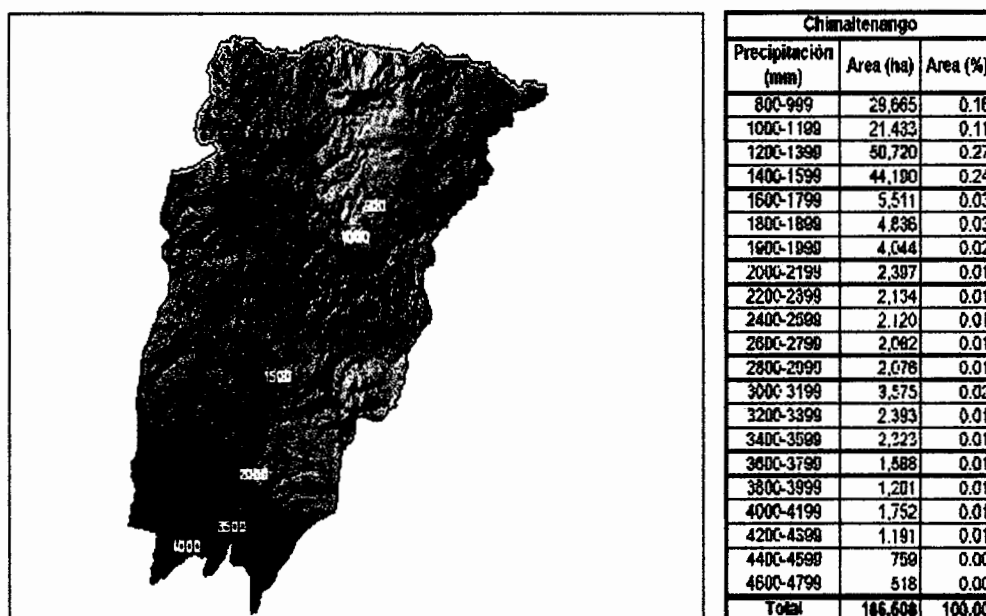 900
1000
1500
2000
3500
4000
Chimaltenango
Precipitación (mm) Area (ha) Area (%)
800-999 29,665 0.16
1000-1199 21,433 0.11
1200-1399 50,720 0.27
1400-1599 44,190 0.24
1600-1799 5,511 0.03
1800-1899 4,836 0.03
1900-1999 4,044 0.02
2000-2199 2,397 0.01
2200-2399 2,134 0.01
2400-2599 2,120 0.01
2600-2799 2,082 0.01
2800-2999 2,076 0.01
3000-3199 3,575 0.02
3200-3399 2,393 0.01
3400-3599 2,223 0.01
3600-3799 1,588 0.01
3800-3999 1,201 0.01
4000-4199 1,752 0.01
4200-4399 1,191 0.01
4400-4599 759 0.00
4600-4799 518 0.00
Total